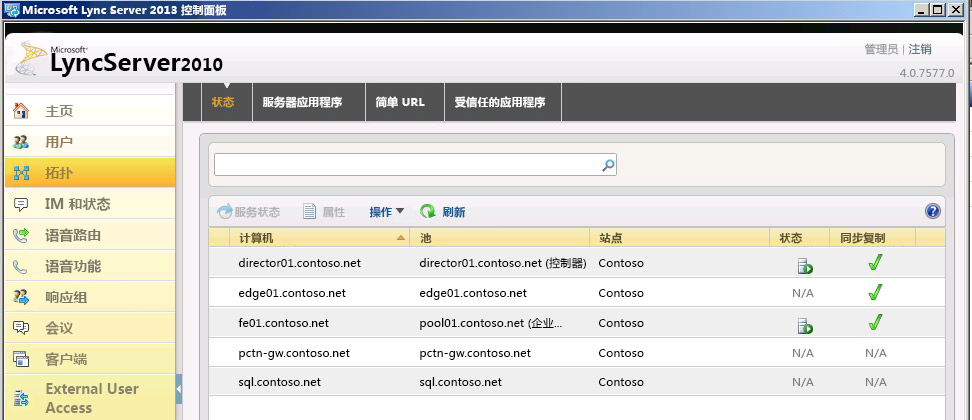 Microsoft Lync Server 2013 控制面板
Microsoft®
LyncServer2010
管理员 | 注销
4.0.7577.0
状态 服务器应用程序 简单 URL 受信任的应用程序
主页
用户
拓扑
IM 和状态
语音路由
语音功能
响应组
会议
客户端
External User
Access
服务状态 属性 操作 刷新
计算机 池 站点 状态 同步复制
director01.contoso.net director01.contoso.net (控制器) Contoso
edge01.contoso.net edge01.contoso.net Contoso N/A
fe01.contoso.net pool01.contoso.net (企业... Contoso
pctn-gw.contoso.net pctn-gw.contoso.net Contoso N/A N/A
sql.contoso.net sql.contoso.net Contoso N/A N/A